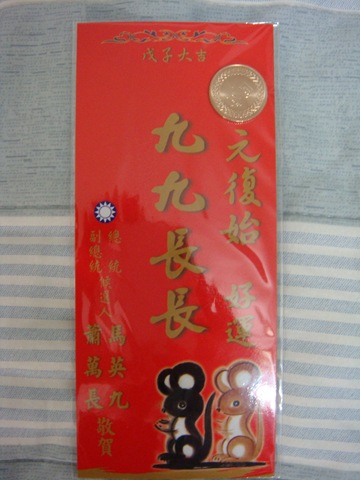 戊子大吉
元復始 好運
九九長長
總統
副總統 候選人
馬英九
蕭萬長 敬賀